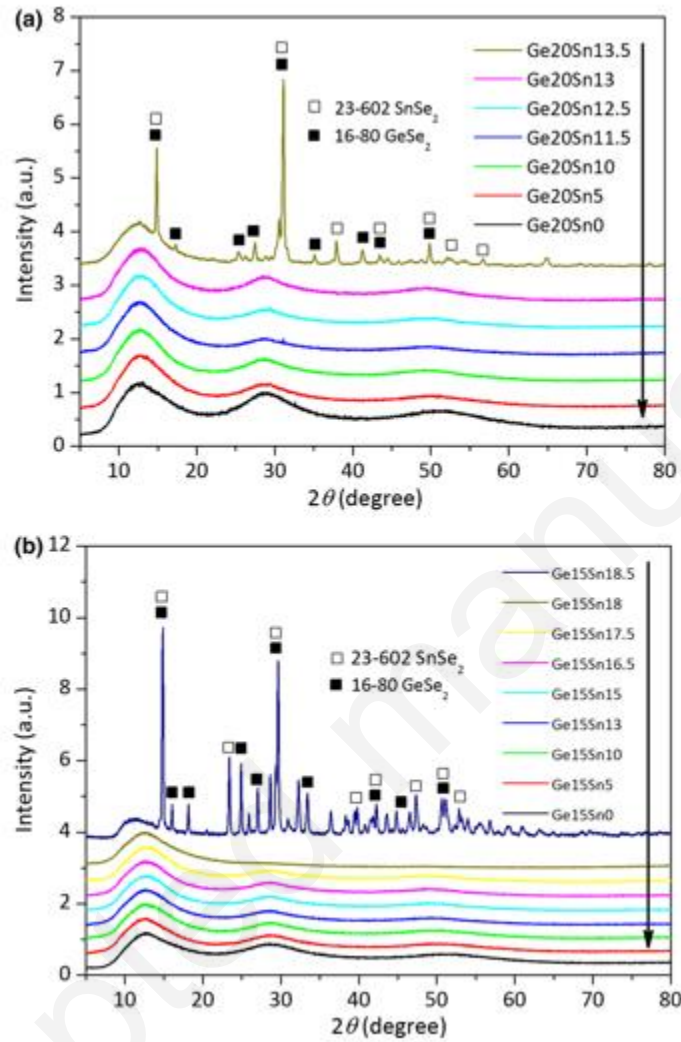 (a)
8
7
6
5
4
3
2
1
0
Intensity (a.u.)
□ 23-602 SnSe₂
■ 16-80 GeSe₂
Ge20Sn13.5
Ge20Sn13
Ge20Sn12.5
Ge20Sn11.5
Ge20Sn10
Ge20Sn5
Ge20Sn0
10 20 30 40 50 60 70 80
2θ (degree)
(b)
12
10
8
6
4
2
0
Intensity (a.u.)
□ 23-602 SnSe₂
■ 16-80 GeSe₂
Ge15Sn18.5
Ge15Sn18
Ge15Sn17.5
Ge15Sn16.5
Ge15Sn15
Ge15Sn13
Ge15Sn10
Ge15Sn5
Ge15Sn0
10 20 30 40 50 60 70 80
2θ (degree)